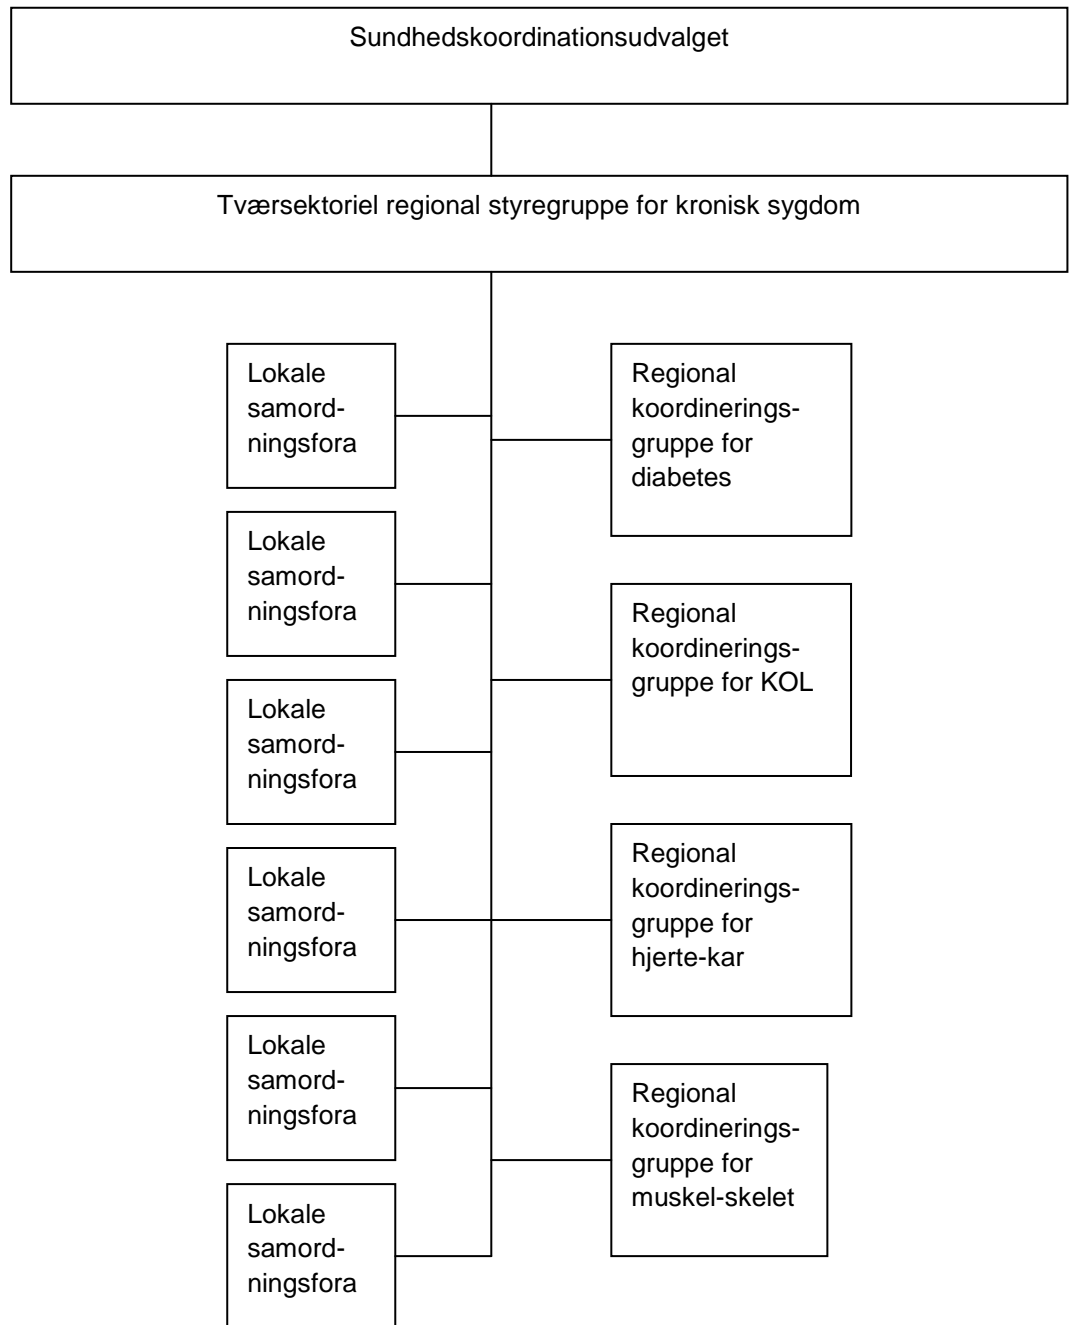 Sundhedskoordinationsudvalget
Tværsektoriel regional styregruppe for kronisk sygdom
Lokale
samord-
ningsfora
Regional
koordinerings-
gruppe for
diabetes
Lokale
samord-
ningsfora
Regional
koordinerings-
gruppe for KOL
Lokale
samord-
ningsfora
Regional
koordinerings-
gruppe for
hjerte-kar
Lokale
samord-
ningsfora
Lokale
samord-
ningsfora
Regional
koordinerings-
gruppe for
muskel-skelet
Lokale
samord-
ningsfora